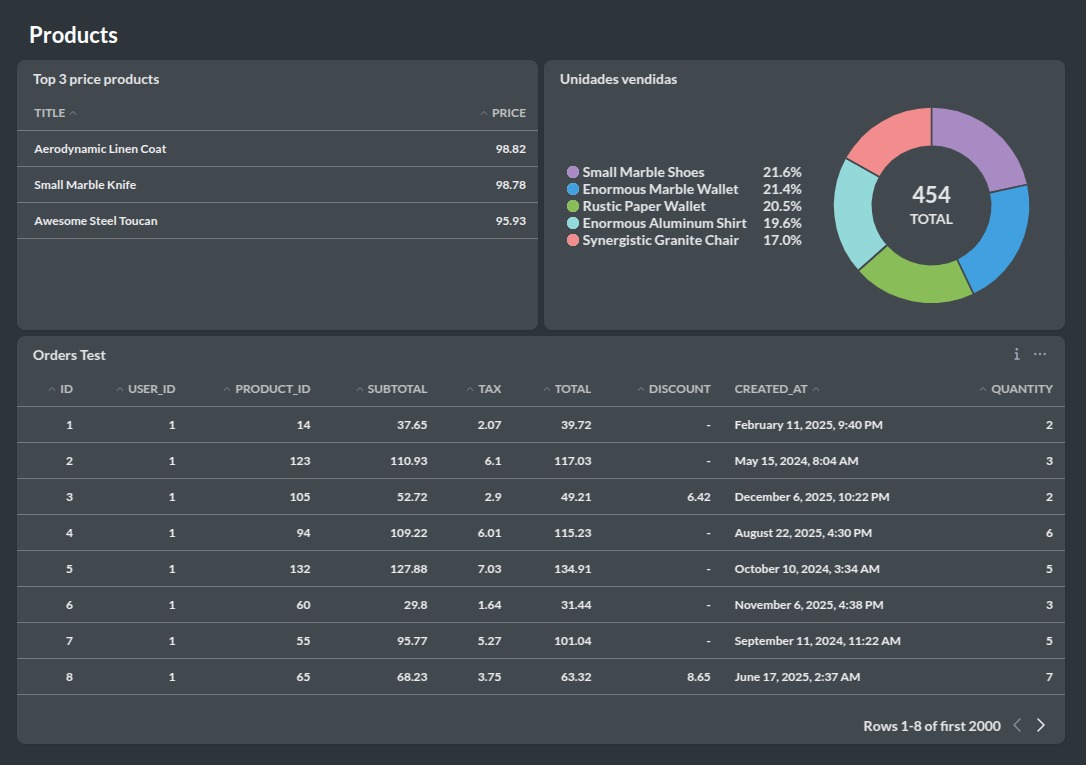 Products
Top 3 price products
TITLE PRICE
Aerodynamic Linen Coat 98.82
Small Marble Knife 98.78
Awesome Steel Toucan 95.93
Unidades vendidas
Small Marble Shoes 21.6%
Enormous Marble Wallet 21.4%
Rustic Paper Wallet 20.5%
Enormous Aluminum Shirt 19.6%
Synergistic Granite Chair 17.0%
454
TOTAL
Orders Test
ID USER_ID PRODUCT_ID SUBTOTAL TAX TOTAL DISCOUNT CREATED_AT QUANTITY
1 1 14 37.65 2.07 39.72 - February 11, 2025, 9:40 PM 2
2 1 123 110.93 6.1 117.03 - May 15, 2024, 8:04 AM 3
3 1 105 52.72 2.9 49.21 6.42 December 6, 2025, 10:22 PM 2
4 1 94 109.22 6.01 115.23 - August 22, 2025, 4:30 PM 6
5 1 132 127.88 7.03 134.91 - October 10, 2024, 3:34 AM 5
6 1 60 29.8 1.64 31.44 - November 6, 2025, 4:38 PM 3
7 1 55 95.77 5.27 101.04 - September 11, 2024, 11:22 AM 5
8 1 65 68.23 3.75 63.32 8.65 June 17, 2025, 2:37 AM 7
Rows 1-8 of first 2000